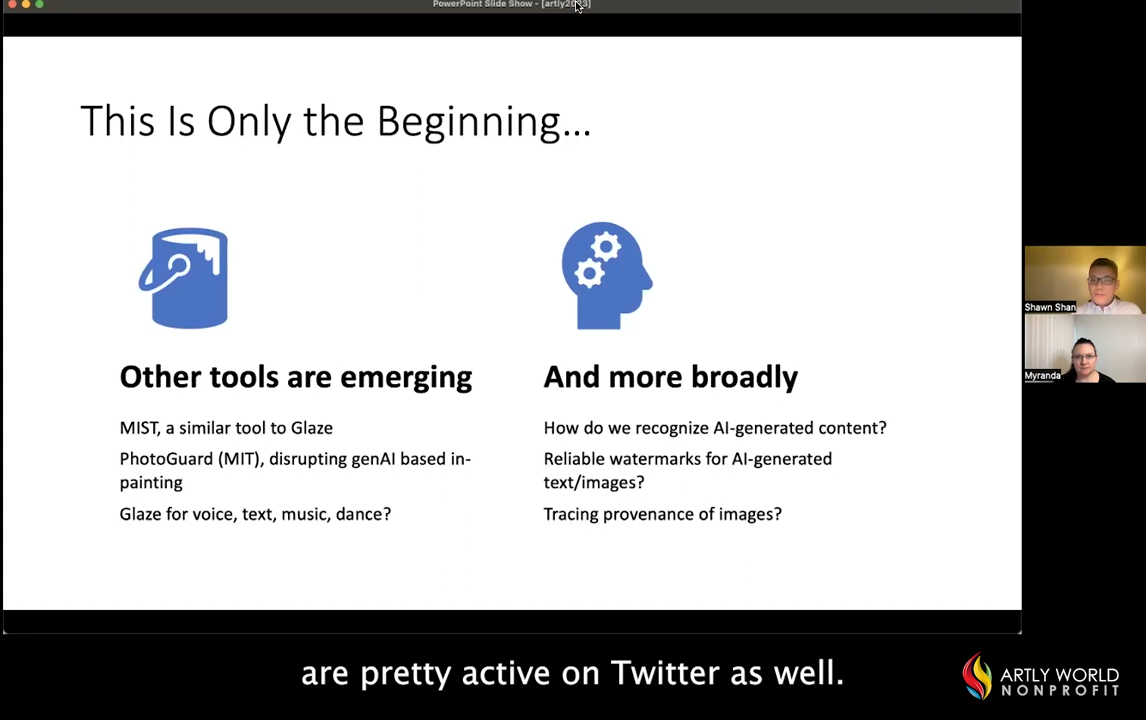 PowerPoint Slide Show - [artly2023]
This Is Only the Beginning...
Other tools are emerging
MIST, a similar tool to Glaze
PhotoGuard (MIT), disrupting genAI based in-
painting
Glaze for voice, text, music, dance?
And more broadly
How do we recognize AI-generated content?
Reliable watermarks for AI-generated
text/images?
Tracing provenance of images?
Shawn Shan
Myranda
are pretty active on Twitter as well.
ARTLY WORLD
NONPROFIT